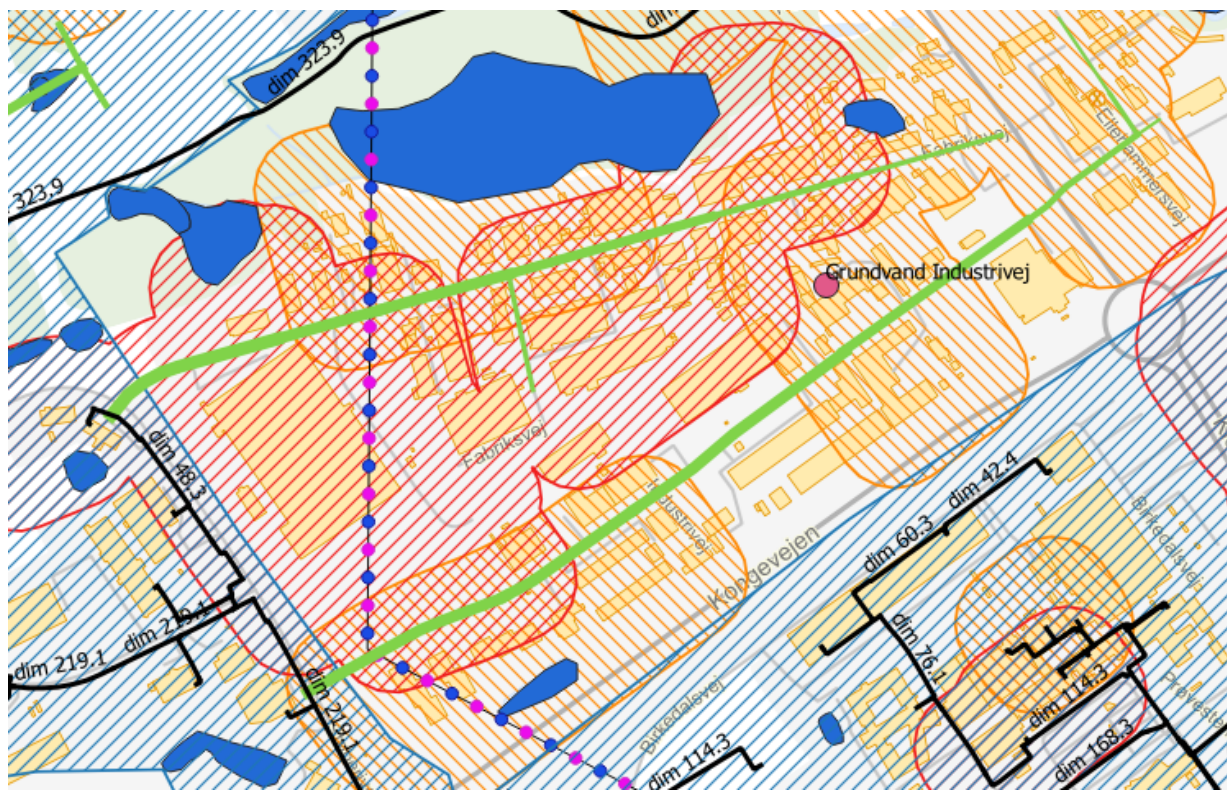 dim 323.9
323.9
Fabriksvej
Ellehammersvej
Grundvand Industrivej
dim 48.3
Fabriksvej
Industrivej
Kongevejen
dim 42.4
dim 60.3
Birkedalsvej
dim 219.1
dim 219.1
dim 219.1
dim 76.1
dim 114.3
dim 168.3
Birkedalsvej
dim 114.3